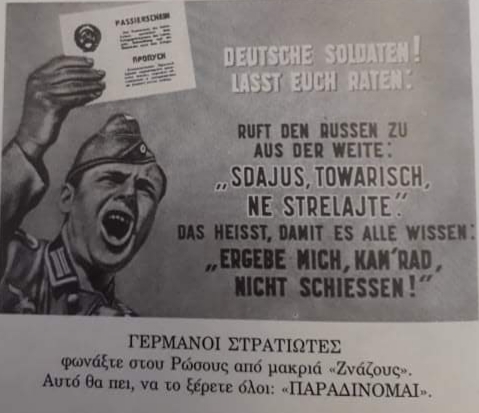 PASSIERSCHEIN
ПРОПУСК
DEUTSCHE SOLDATEN!
LASST EUCH RATEN:
RUFT DEN RUSSEN ZU
AUS DER WEITE:
„SDAJUS, TOWARISCH,
NE STRELAJTE.“
DAS HEISST, DAMIT ES ALLE WISSEN:
„ERGEBE MICH, KAM'RAD,
NICHT SCHIESSEN!“
ΓΕΡΜΑΝΟΙ ΣΤΡΑΤΙΩΤΕΣ
φωνάξτε στου Ρώσους από μακριά «Ζνάζους».
Αυτό θα πει, να το ξέρετε όλοι: «ΠΑΡΑΔΙΝΟΜΑΙ».